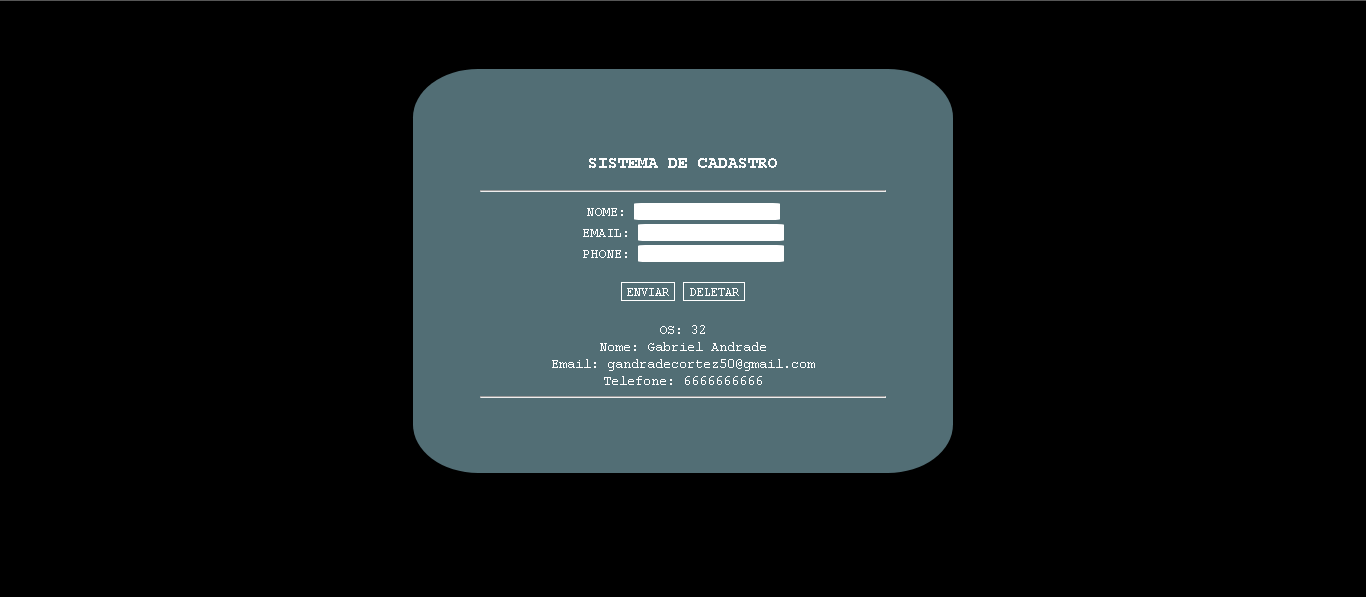 SISTEMA DE CADASTRO
NOME:
EMAIL:
PHONE:
ENVIAR DELETAR
OS: 32
Nome: Gabriel Andrade
Email: gandradecortez50@gmail.com
Telefone: 6666666666